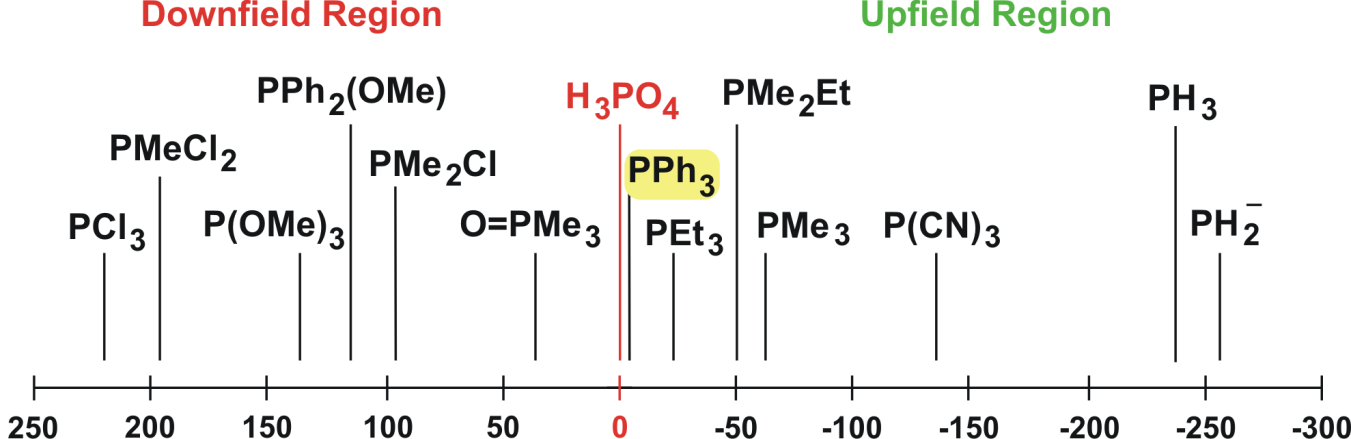 Downfield Region Upfield Region
PPh₂(OMe) H₃PO₄ PMe₂Et PH₃
PMeCl₂ PMe₂Cl PPh₃
PCl₃ P(OMe)₃ O=PMe₃ PEt₃ PMe₃ P(CN)₃ PH₂⁻
250 200 150 100 50 0 -50 -100 -150 -200 -250 -300